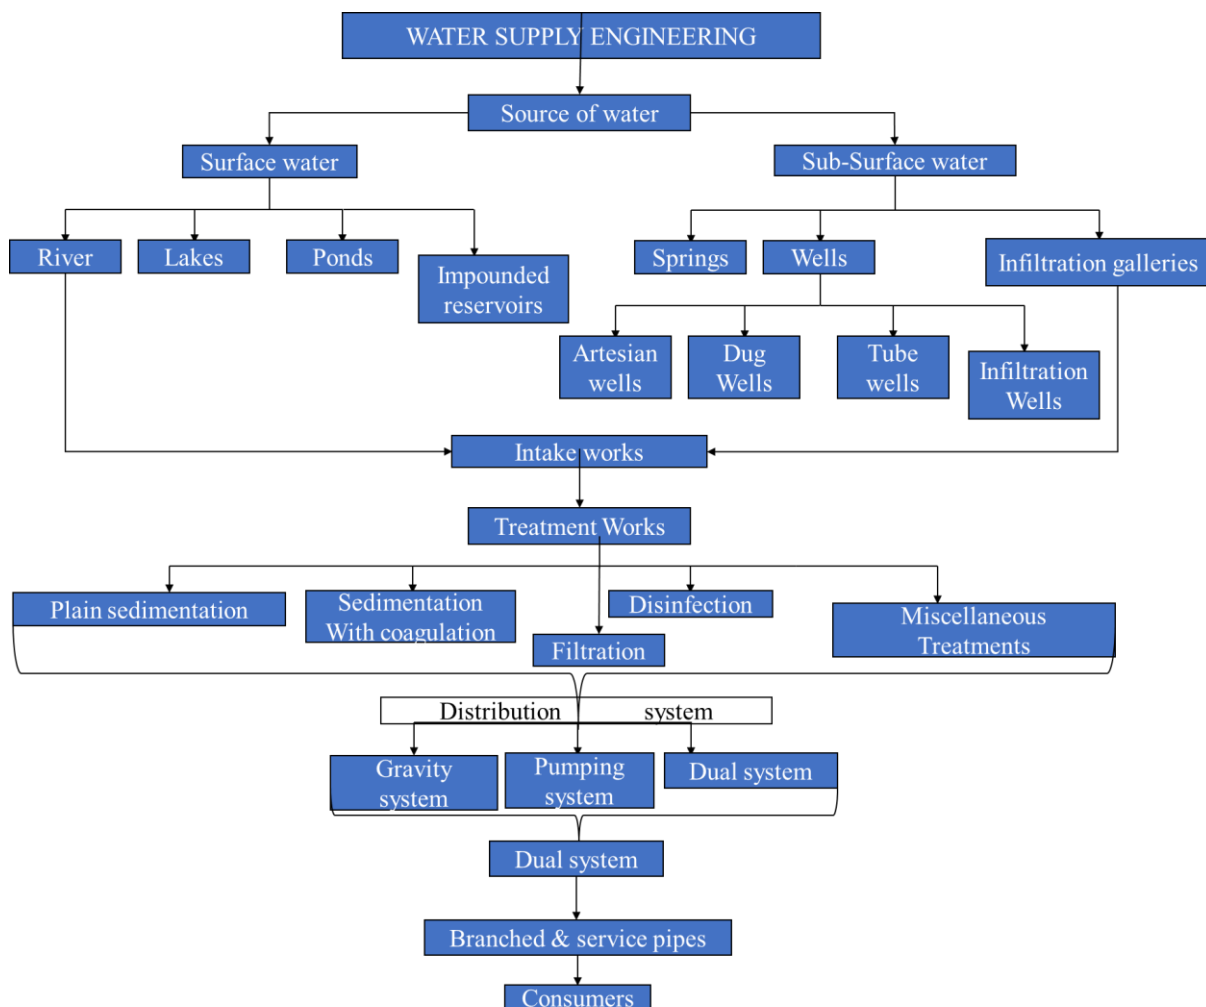 WATER SUPPLY ENGINEERING
Source of water
Surface water
Sub-Surface water
River
Lakes
Ponds
Impounded
reservoirs
Springs
Wells
Infiltration galleries
Artesian
wells
Dug
Wells
Tube
wells
Infiltration
Wells
Intake works
Treatment Works
Plain sedimentation
Sedimentation
With coagulation
Filtration
Disinfection
Miscellaneous
Treatments
Distribution system
Gravity
system
Pumping
system
Dual system
Dual system
Branched & service pipes
Consumers